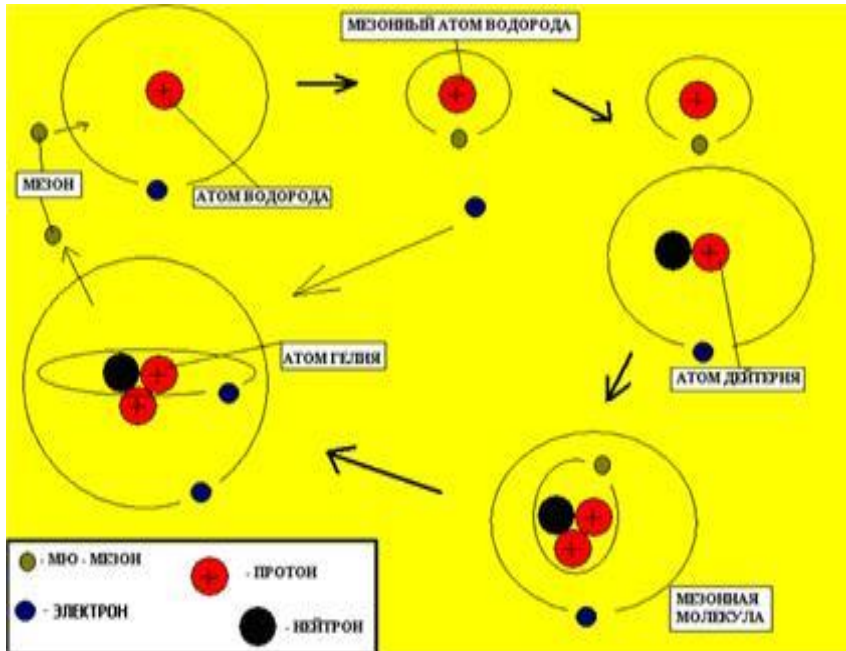 МЕЗОННЫЙ АТОМ ВОДОРОДА
МЕЗОН
АТОМ ВОДОРОДА
АТОМ ГЕЛИЯ
АТОМ ДЕЙТЕРИЯ
МЕЗОННАЯ
МОЛЕКУЛА
- МЮ - МЕЗОН
- ПРОТОН
- ЭЛЕКТРОН
- НЕЙТРОН